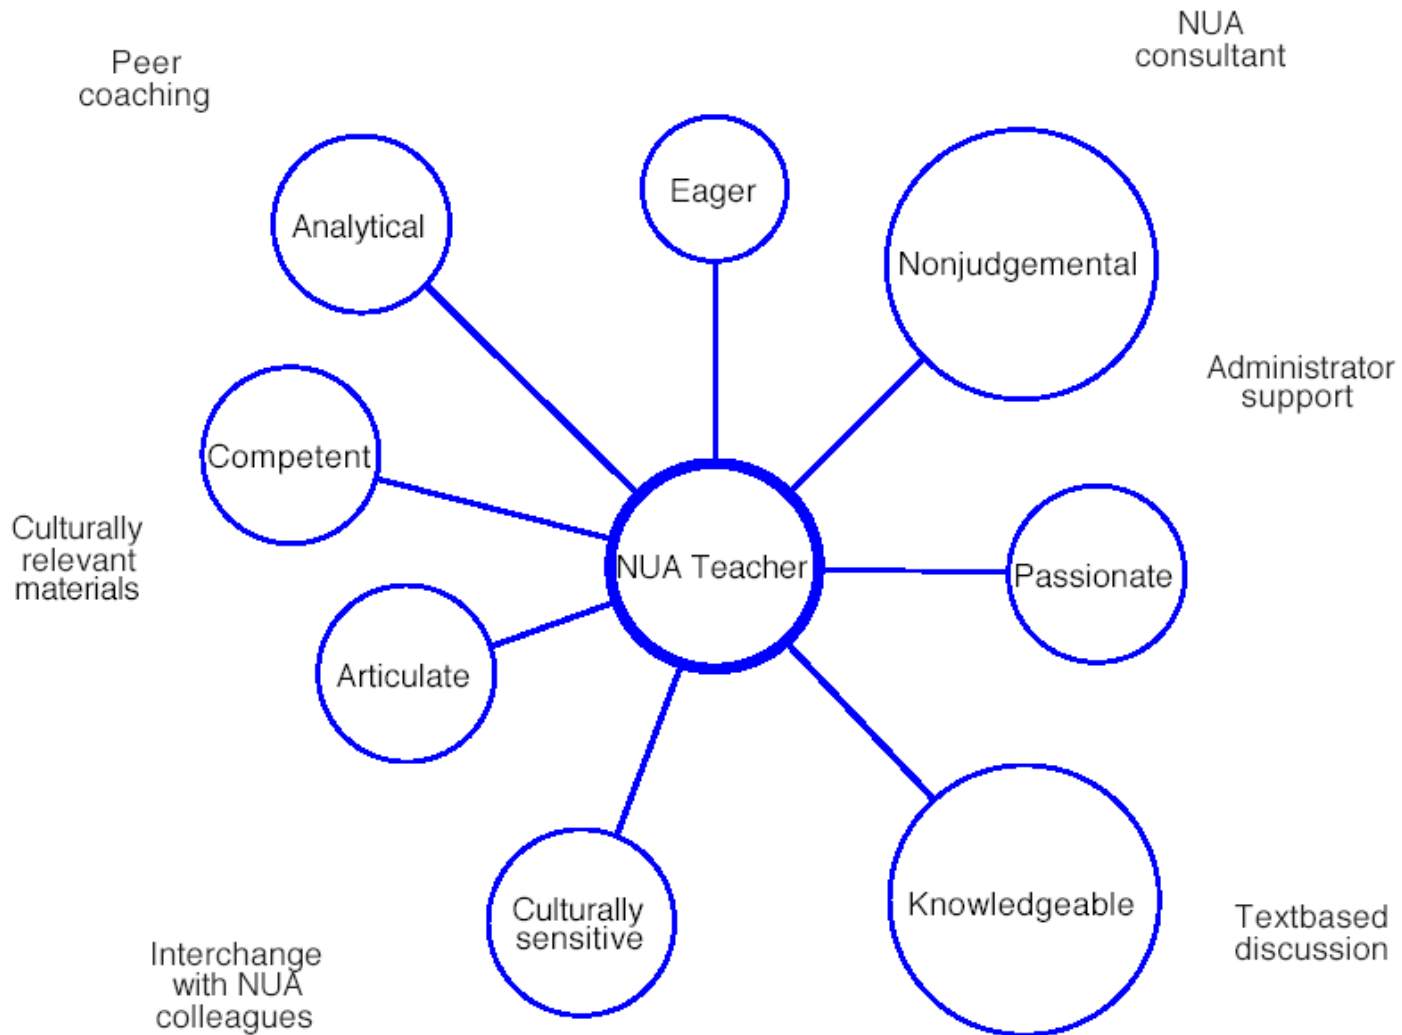 NUA
consultant
Peer
coaching
Eager
Analytical
Nonjudgemental
Administrator
support
Competent
Culturally
relevant
materials
NUA Teacher
Passionate
Articulate
Culturally
sensitive
Knowledgeable
Textbased
discussion
Interchange
with NUA
colleagues